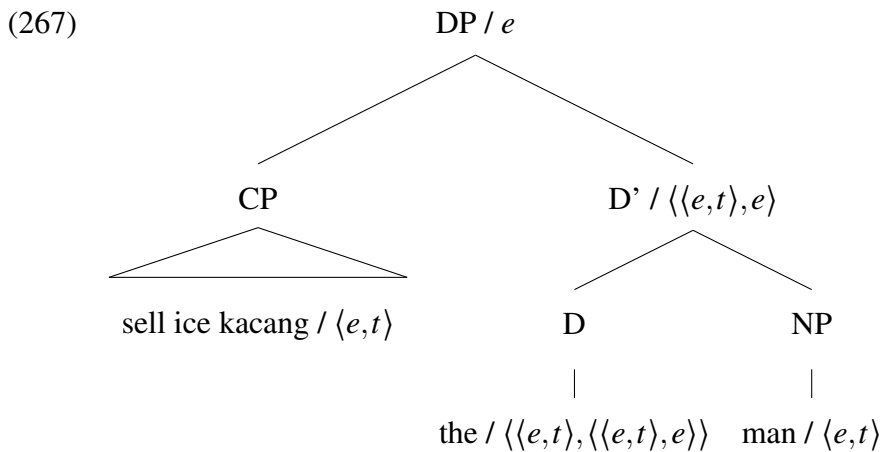 (267) DP / e
CP D’ / ⟨⟨e,t⟩,e⟩
sell ice kacang / ⟨e,t⟩ D NP
the / ⟨⟨e,t⟩,⟨⟨e,t⟩,e⟩⟩ man / ⟨e,t⟩